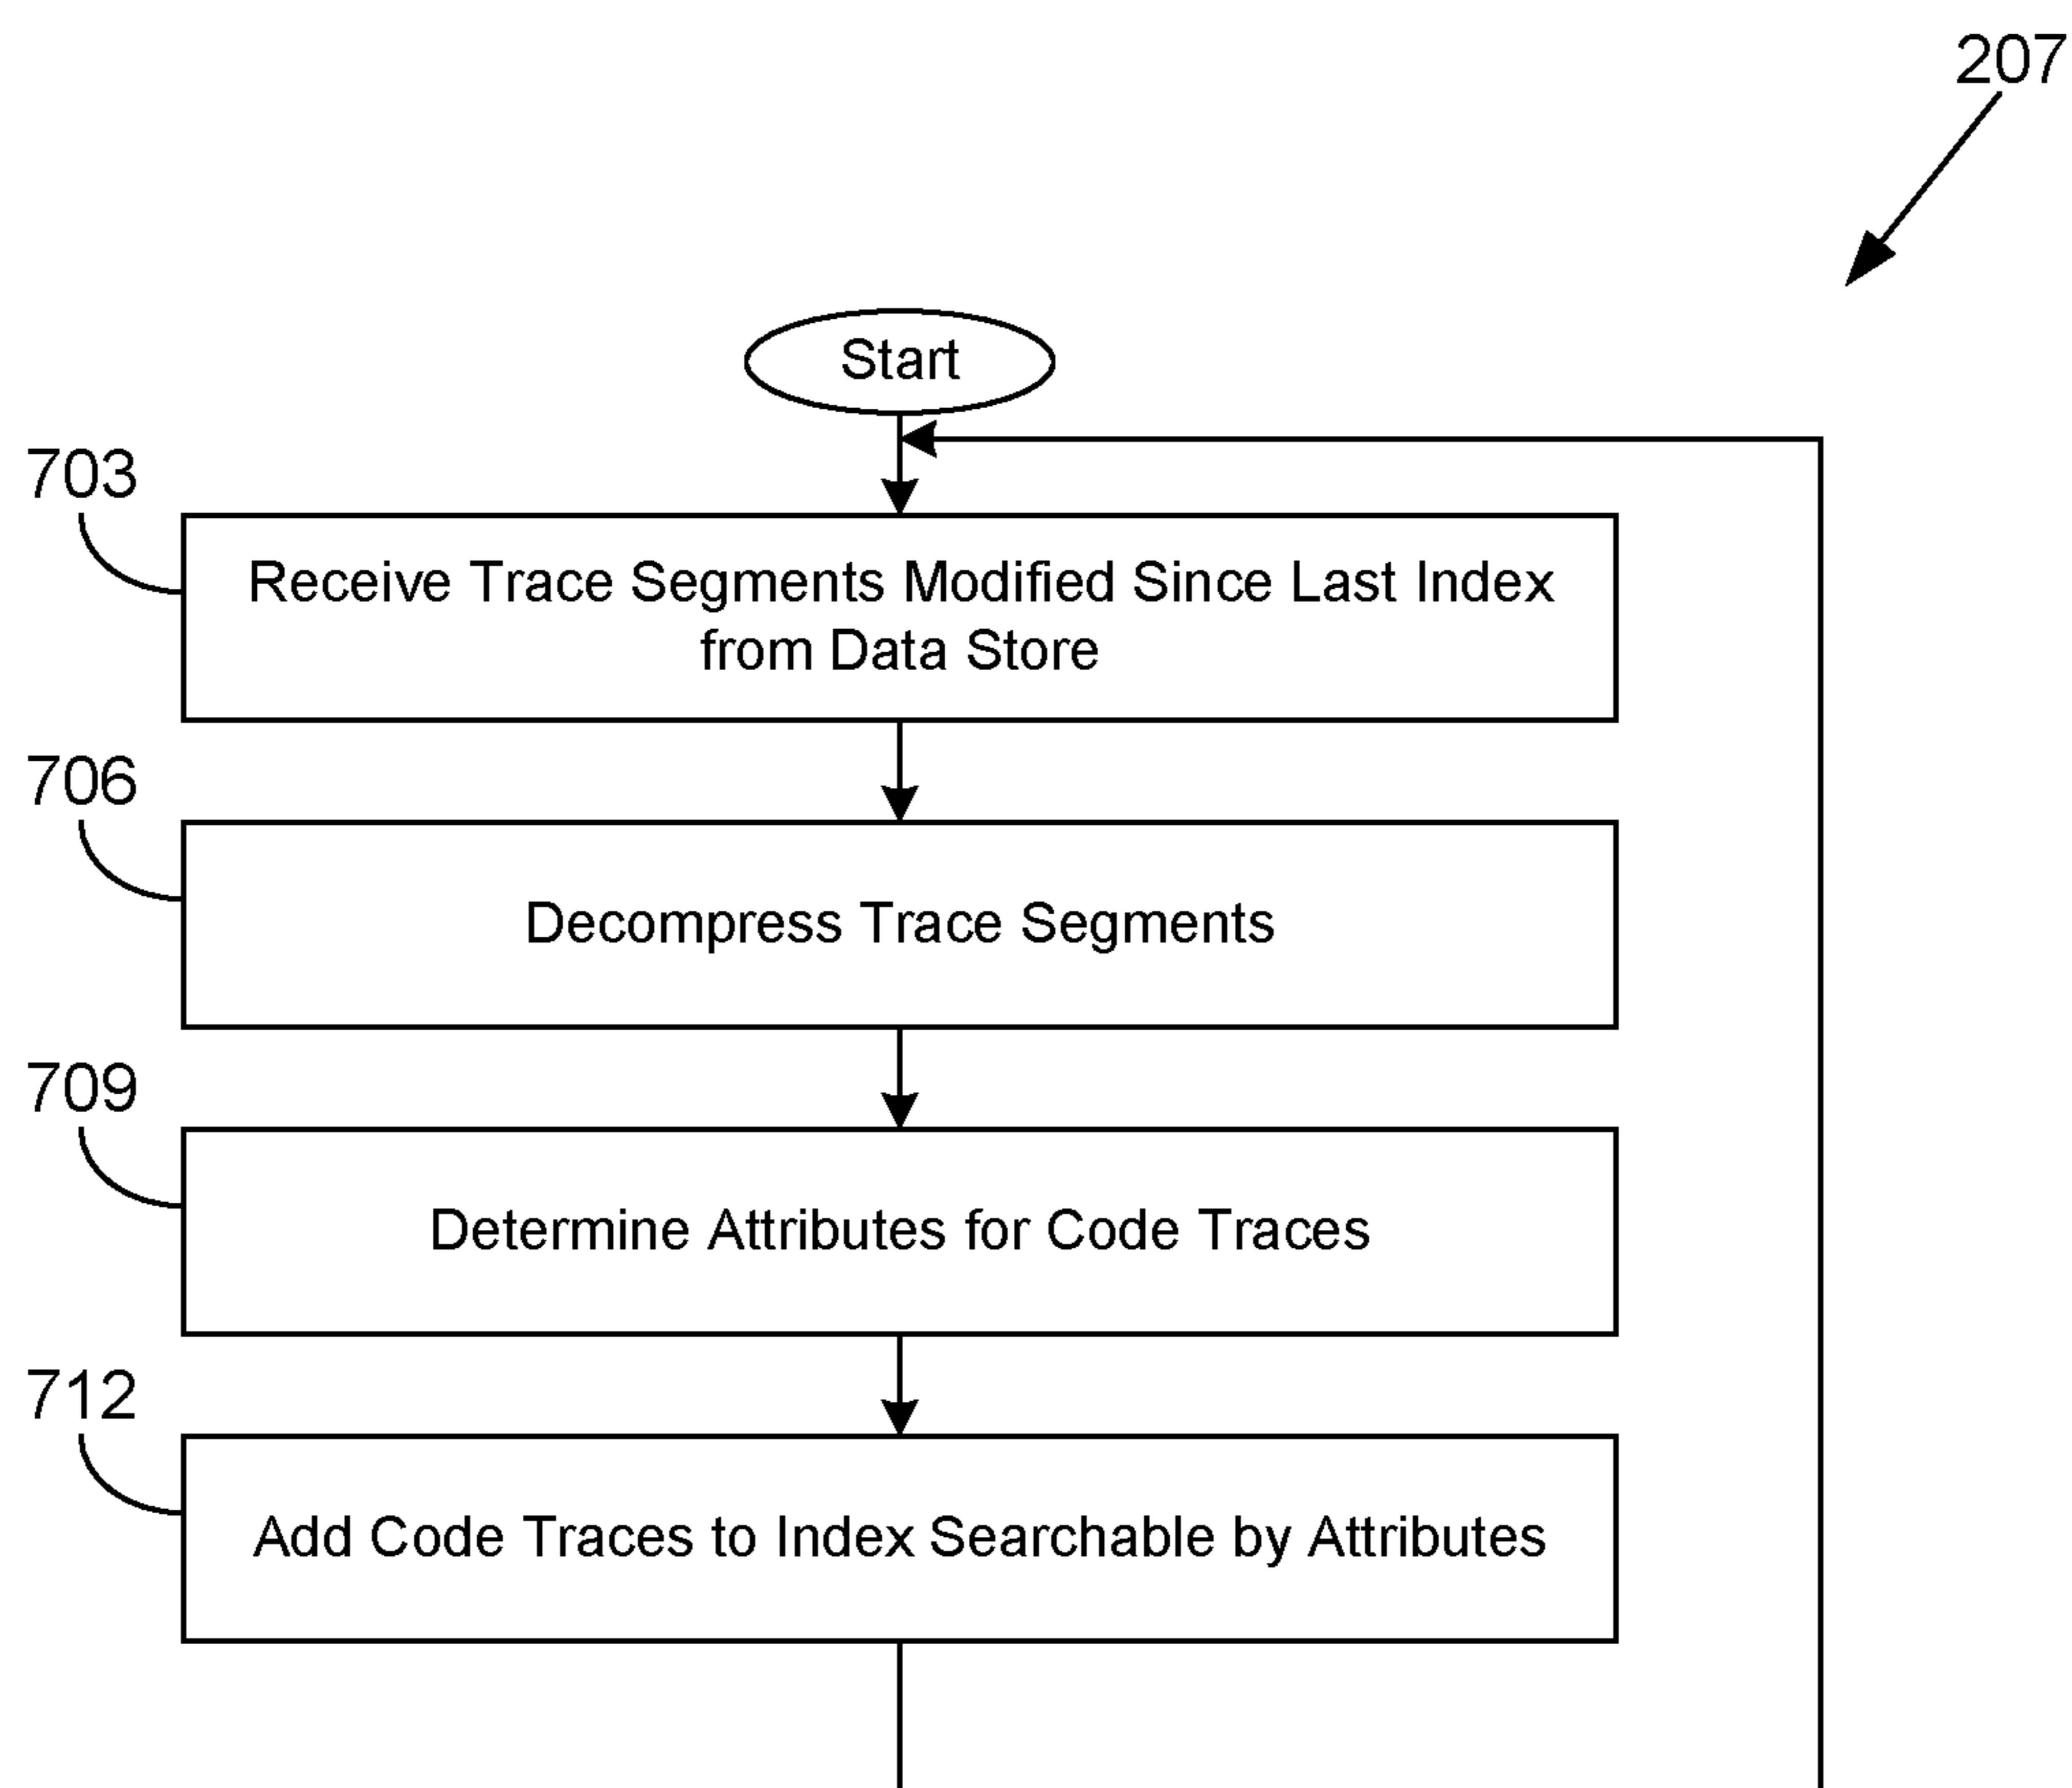 207
Start
703
Receive Trace Segments Modified Since Last Index
from Data Store
706
Decompress Trace Segments
709
Determine Attributes for Code Traces
712
Add Code Traces to Index Searchable by Attributes